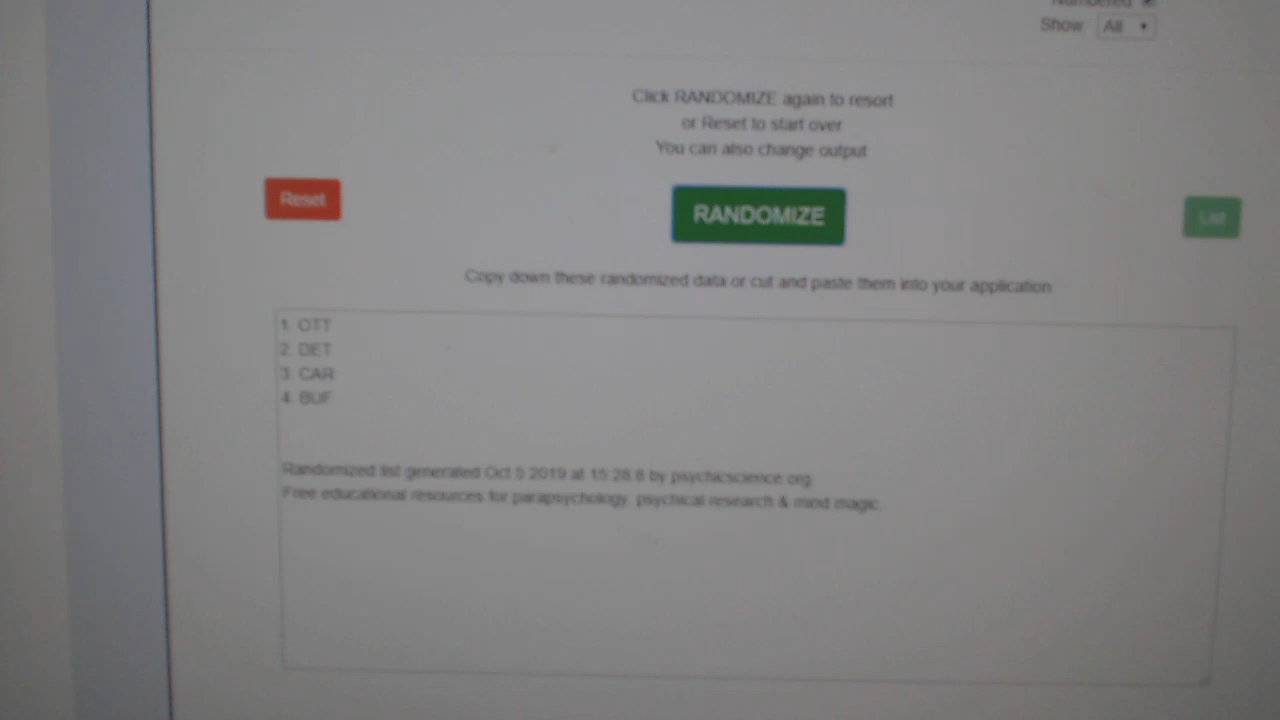 Numbered
Show All
Click RANDOMIZE again to resort
or Reset to start over
You can also change output
Reset
RANDOMIZE
List
Copy down these randomized data or cut and paste them into your application
1. OTT
2. DET
3. CAR
4. BUF
Randomized list generated Oct 5 2019 at 15:28:8 by psychicscience.org
Free educational resources for parapsychology, psychical research & mind magic.